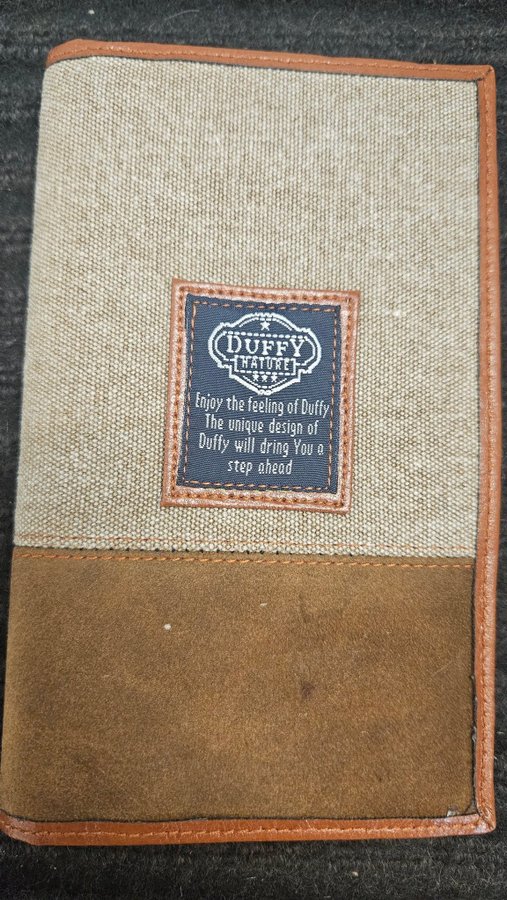 DUFFY
NATURE
Enjoy the feeling of Duffy
The unique design of
Duffy will dring You a
step ahead